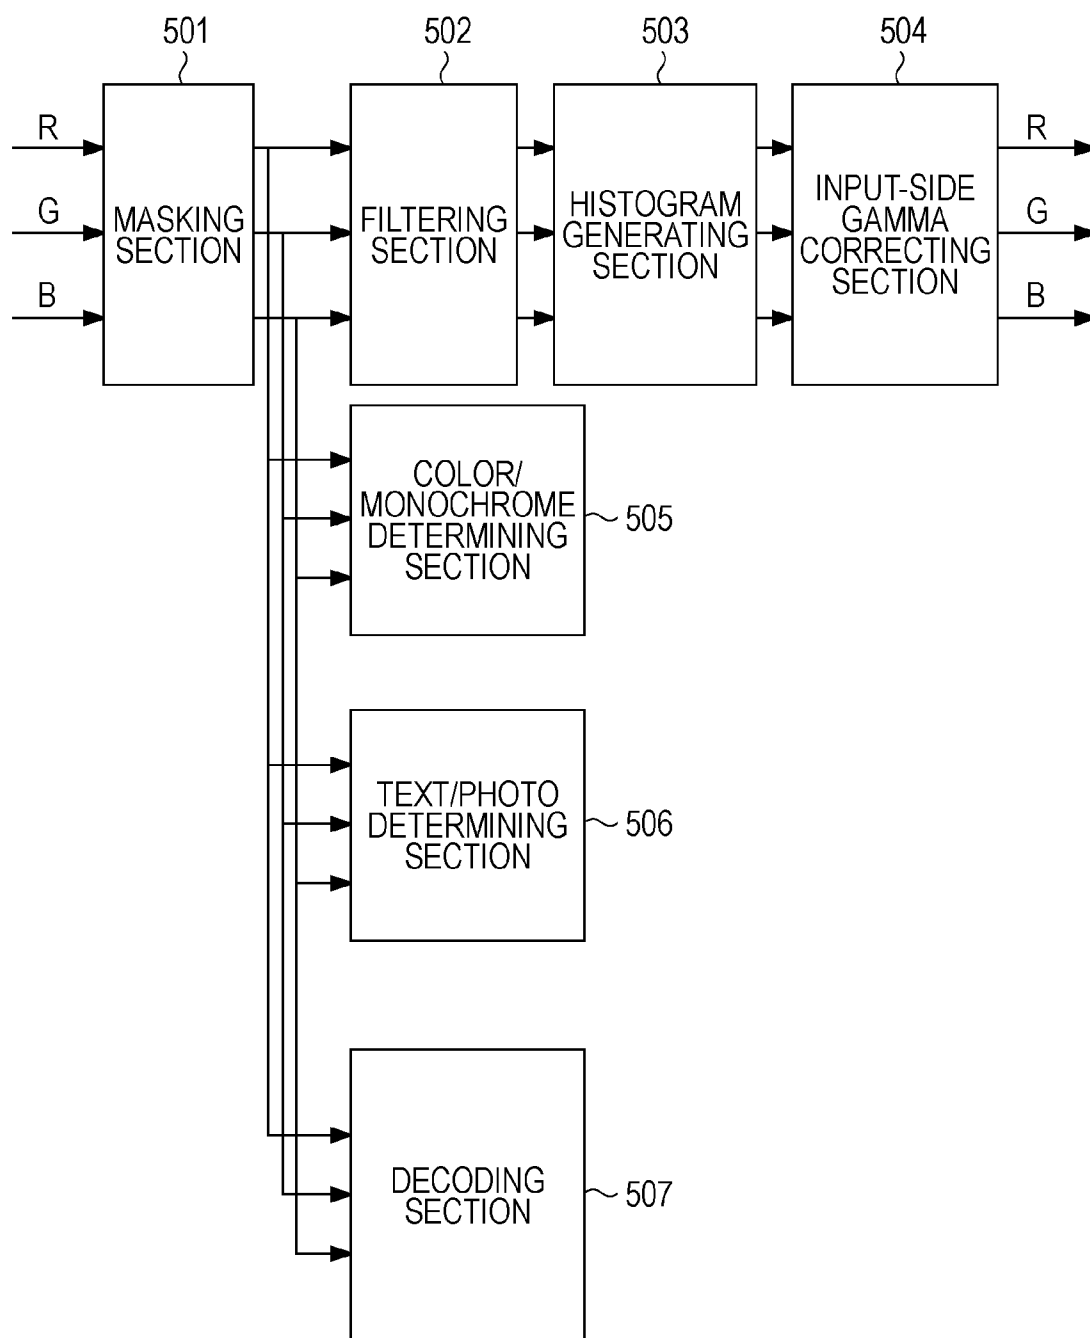 501
502
503
504
R
G
B
MASKING
SECTION
FILTERING
SECTION
HISTOGRAM
GENERATING
SECTION
INPUT-SIDE
GAMMA
CORRECTING
SECTION
R
G
B
COLOR/
MONOCHROME
DETERMINING
SECTION
505
TEXT/PHOTO
DETERMINING
SECTION
506
DECODING
SECTION
507